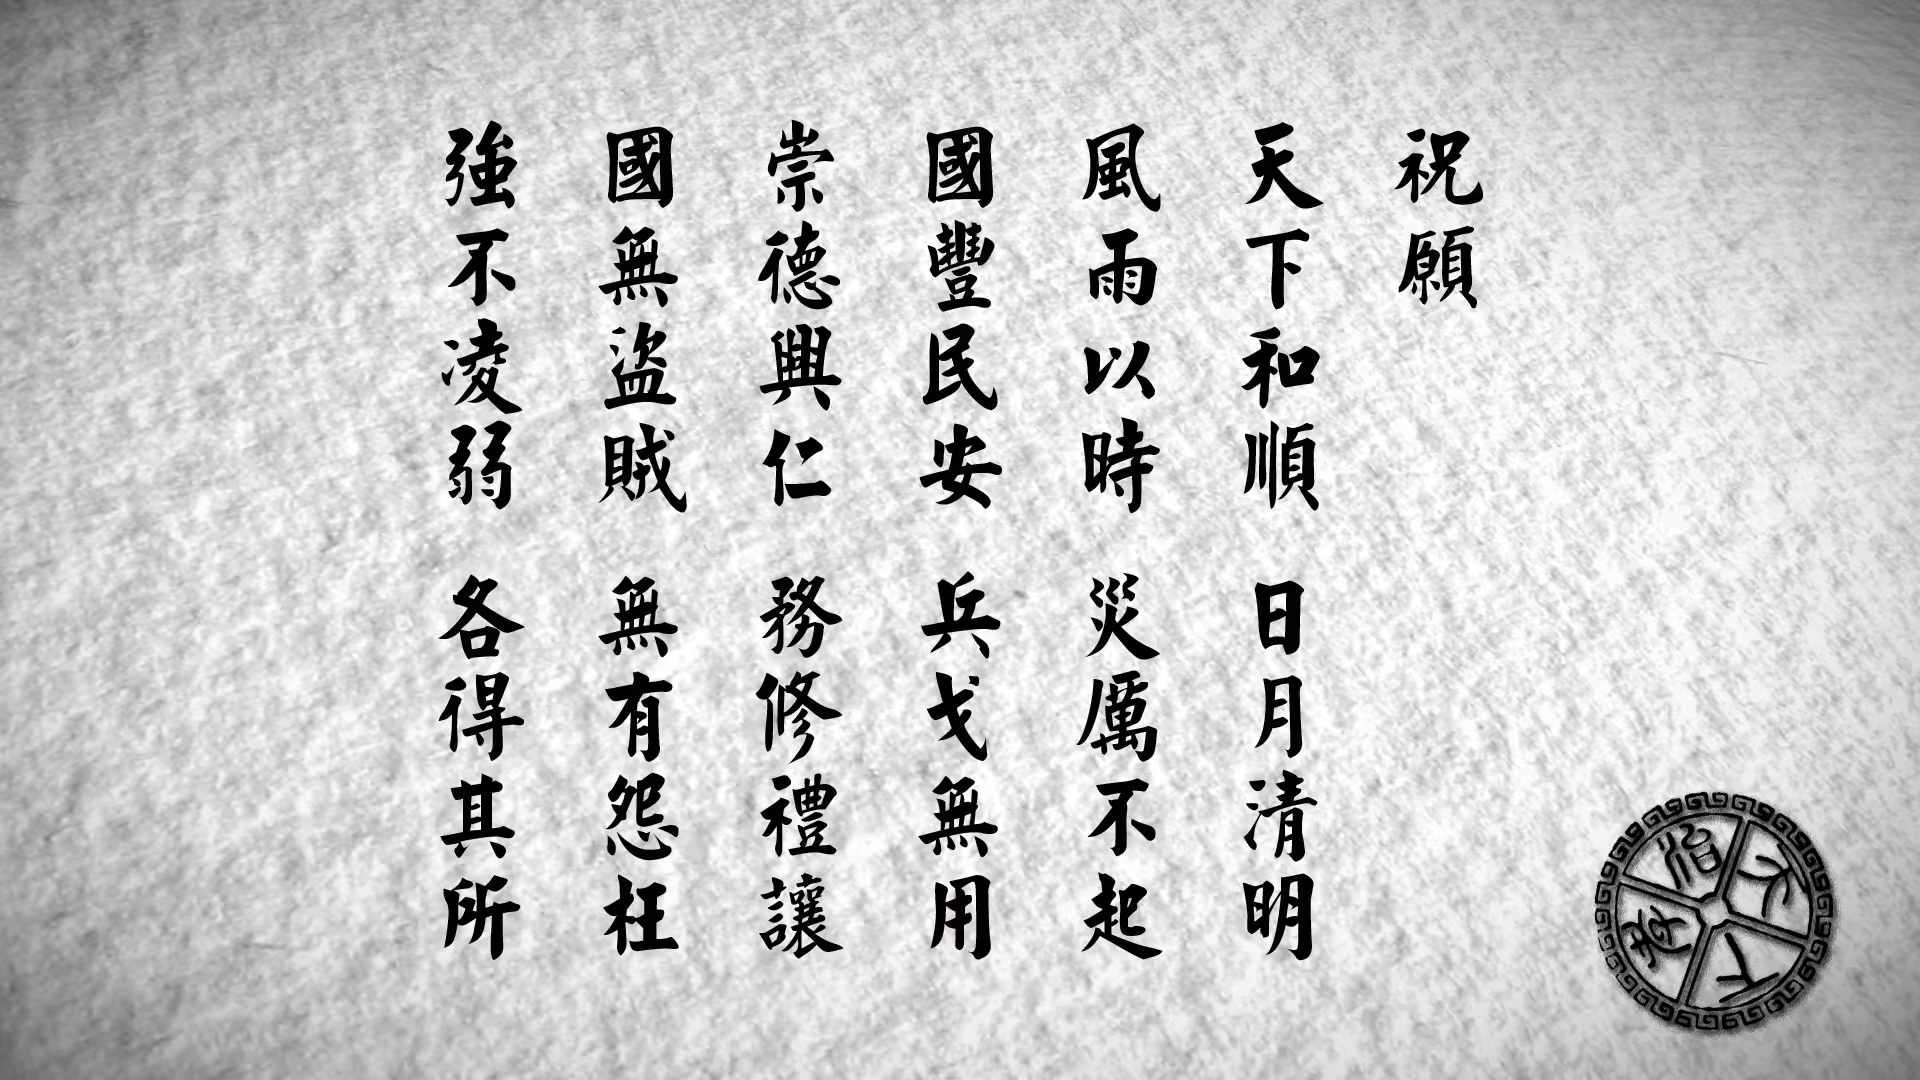 祝願
天下和順 日月清明
風雨以時 災厲不起
國豐民安 兵戈無用
崇德興仁 務修禮讓
國無盜賊 無有怨枉
強不凌弱 各得其所